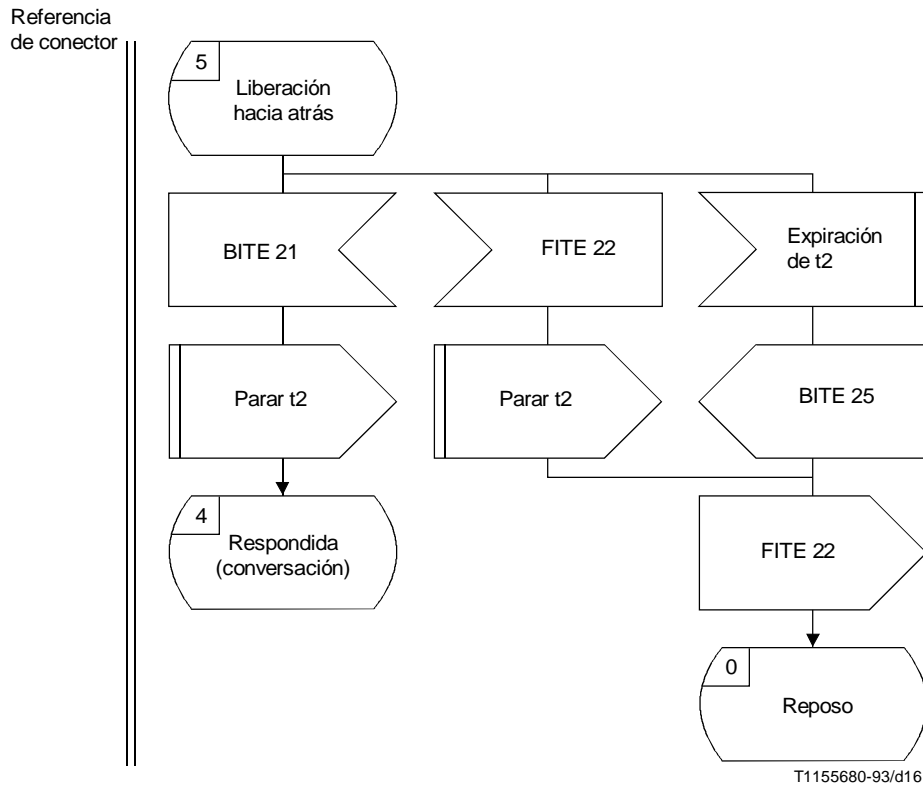 Referencia
de conector
5
Liberación
hacia atrás
BITE 21
FITE 22
Expiración
de t2
Parar t2
Parar t2
BITE 25
4
Respondida
(conversación)
FITE 22
0
Reposo
T1155680-93/d16